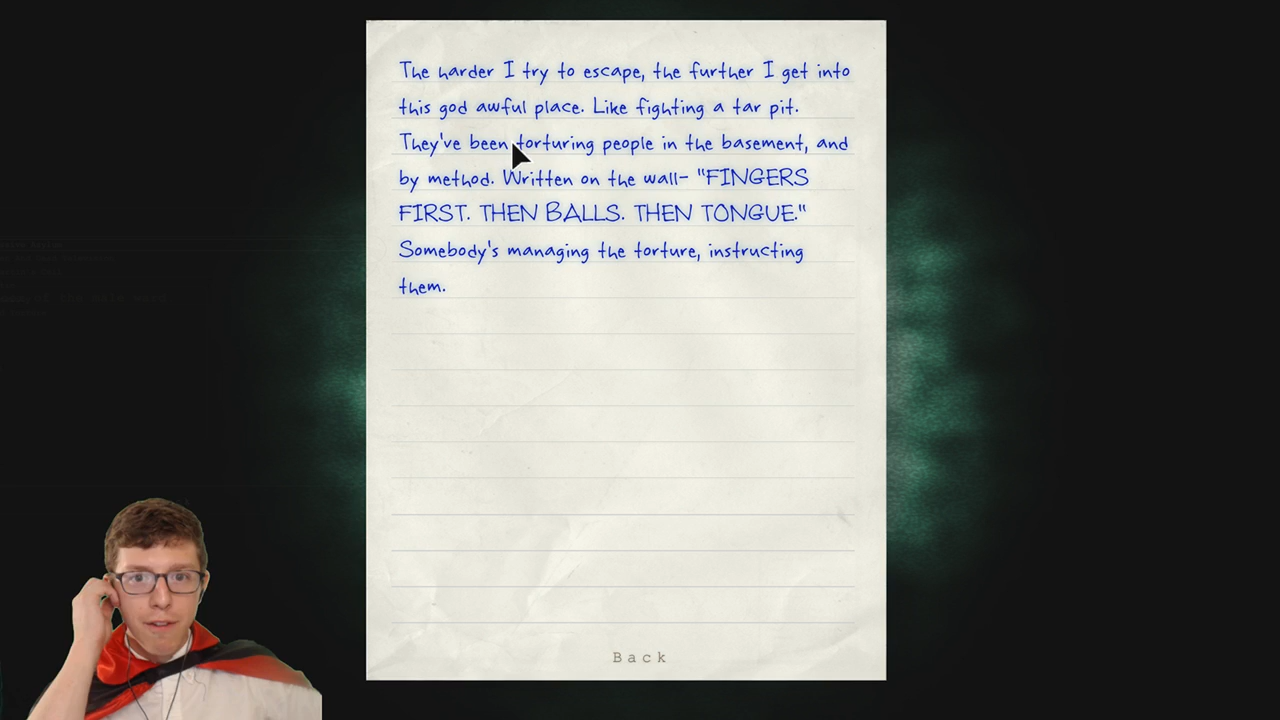 The harder I try to escape, the further I get into
this god awful place. Like fighting a tar pit.
They've been torturing people in the basement, and
by method. Written on the wall- "FINGERS
FIRST. THEN BALLS. THEN TONGUE."
Somebody's managing the torture, instructing
them.
Back